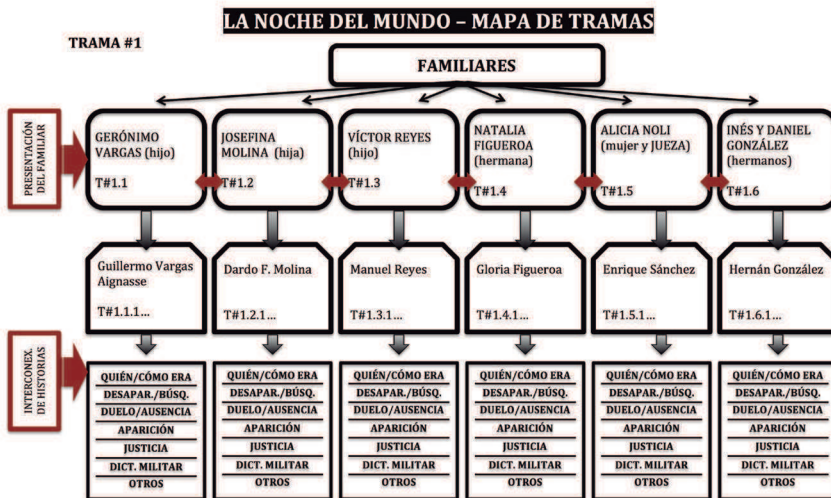 LA NOCHE DEL MUNDO – MAPA DE TRAMAS
TRAMA #1
FAMILIARES
PRESENTACIÓN
DEL FAMILIAR
GERÓNIMO
VARGAS (hijo)
T#1.1
JOSEFINA
MOLINA (hija)
T#1.2
VÍCTOR REYES
(hijo)
T#1.3
NATALIA
FIGUEROA
(hermana)
T#1.4
ALICIA NOLI
(mujer y JUEZA)
T#1.5
INÉS Y DANIEL
GONZÁLEZ
(hermanos)
T#1.6
Guillermo Vargas
Aignasse
T#1.1.1...
Dardo F. Molina
T#1.2.1...
Manuel Reyes
T#1.3.1...
Gloria Figueroa
T#1.4.1...
Enrique Sánchez
T#1.5.1...
Hernán González
T#1.6.1...
INTERCONEX.
DE HISTORIAS
QUIÉN/CÓMO ERA
DESAPAR./BÚSQ.
DUELO/AUSENCIA
APARICIÓN
JUSTICIA
DICT. MILITAR
OTROS
QUIÉN/CÓMO ERA
DESAPAR./BÚSQ.
DUELO/AUSENCIA
APARICIÓN
JUSTICIA
DICT. MILITAR
OTROS
QUIÉN/CÓMO ERA
DESAPAR./BÚSQ.
DUELO/AUSENCIA
APARICIÓN
JUSTICIA
DICT. MILITAR
OTROS
QUIÉN/CÓMO ERA
DESAPAR./BÚSQ.
DUELO/AUSENCIA
APARICIÓN
JUSTICIA
DICT. MILITAR
OTROS
QUIÉN/CÓMO ERA
DESAPAR./BÚSQ.
DUELO/AUSENCIA
APARICIÓN
JUSTICIA
DICT. MILITAR
OTROS
QUIÉN/CÓMO ERA
DESAPAR./BÚSQ.
DUELO/AUSENCIA
APARICIÓN
JUSTICIA
DICT. MILITAR
OTROS